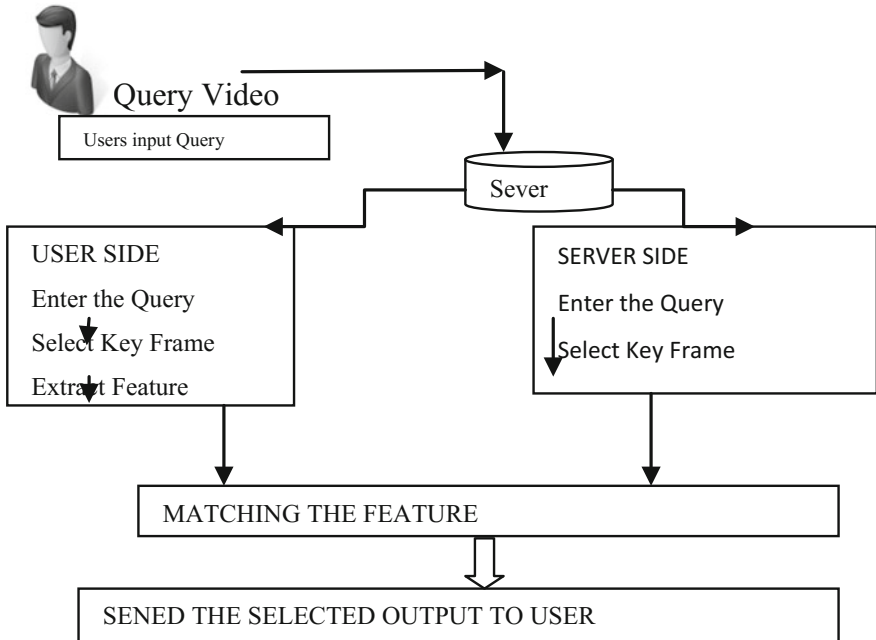 Query Video
Users input Query
Sever
USER SIDE
Enter the Query
Select Key Frame
Extract Feature
SERVER SIDE
Enter the Query
Select Key Frame
MATCHING THE FEATURE
SENED THE SELECTED OUTPUT TO USER